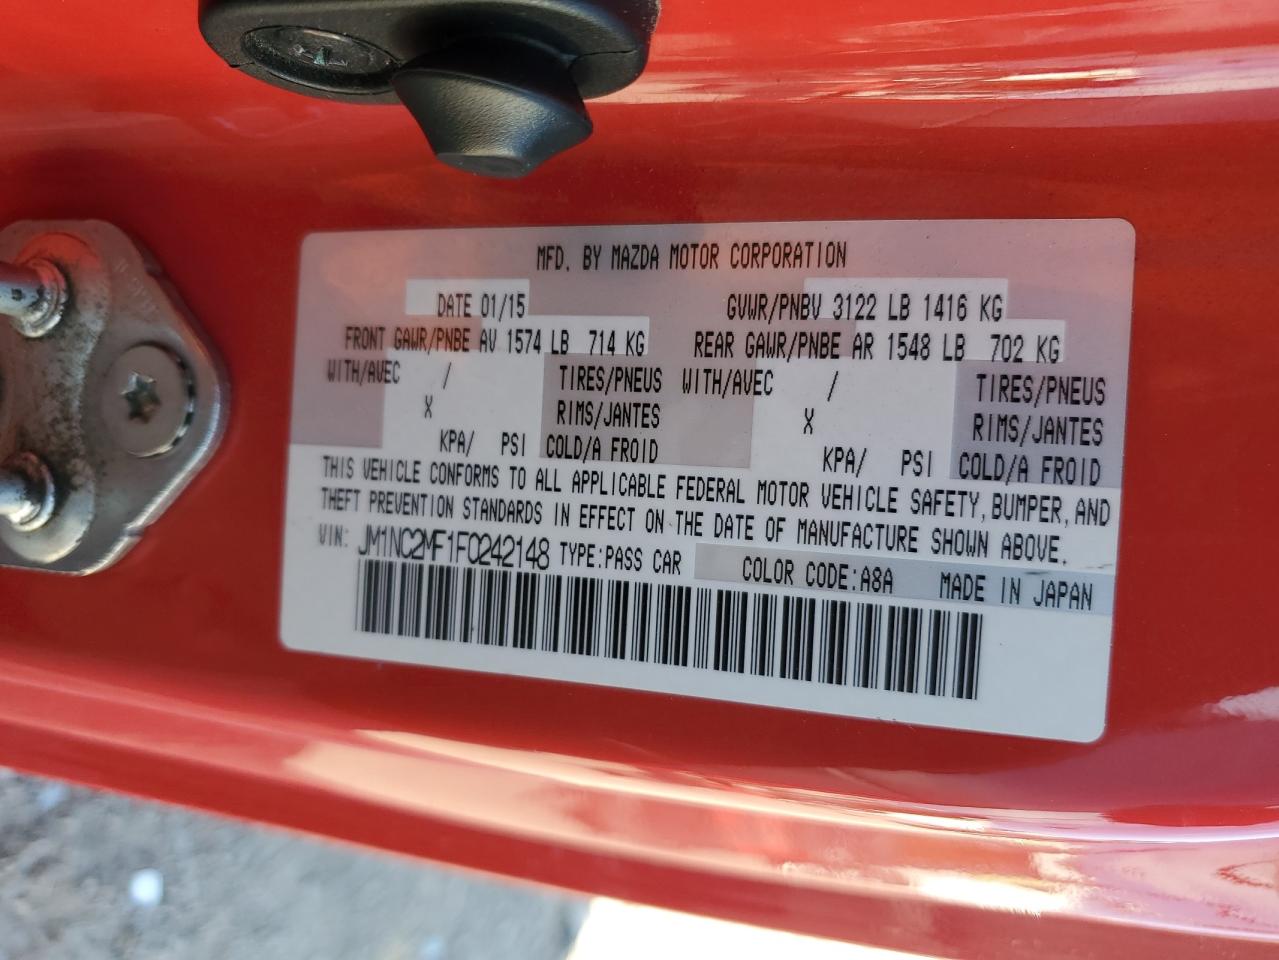 MFD. BY MAZDA MOTOR CORPORATION
DATE 01/15 GVWR/PNBV 3122 LB 1416 KG
FRONT GAWR/PNBE AV 1574 LB 714 KG REAR GAWR/PNBE AR 1548 LB 702 KG
WITH/AVEC / TIRES/PNEUS WITH/AVEC / TIRES/PNEUS
X RIMS/JANTES X RIMS/JANTES
KPA/ PSI COLD/A FROID KPA/ PSI COLD/A FROID
THIS VEHICLE CONFORMS TO ALL APPLICABLE FEDERAL MOTOR VEHICLE SAFETY, BUMPER, AND
THEFT PREVENTION STANDARDS IN EFFECT ON THE DATE OF MANUFACTURE SHOWN ABOVE.
VIN: JM1NC2MF1F0242148 TYPE:PASS CAR COLOR CODE:A8A MADE IN JAPAN